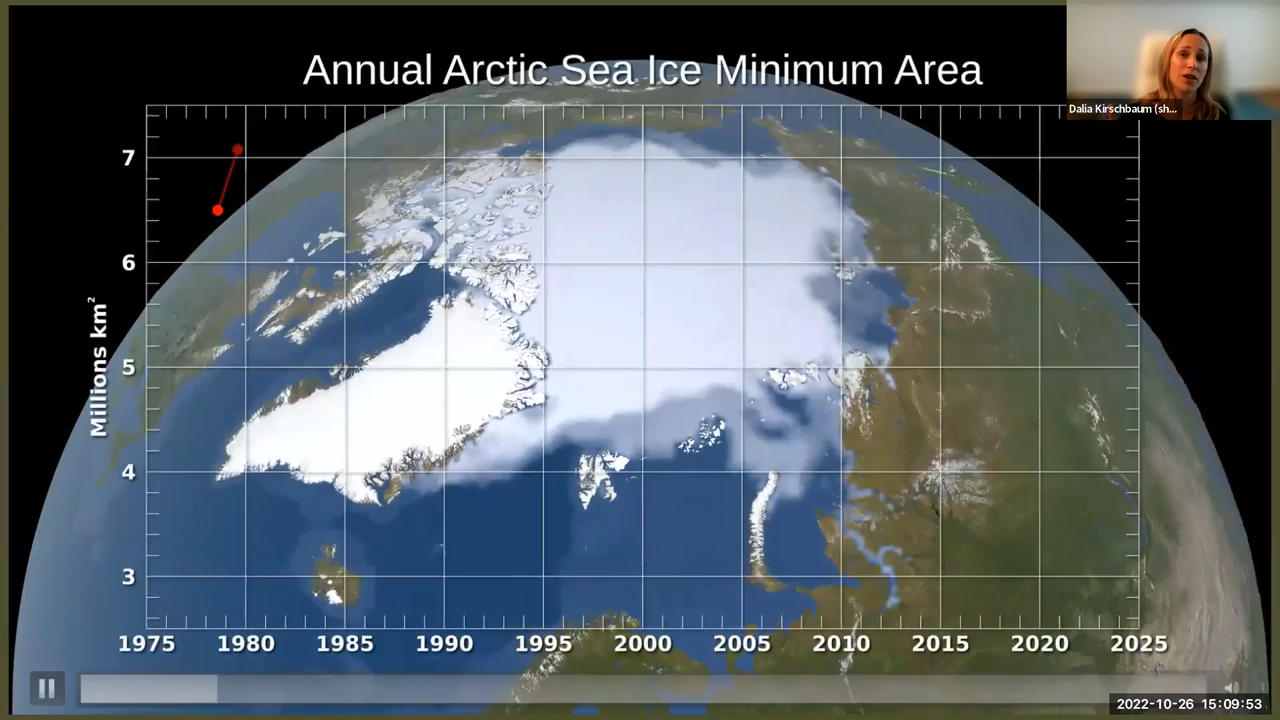 Annual Arctic Sea Ice Minimum Area
Dalia Kirschbaum (sh...
7
6
5
4
3
Millions km²
1975 1980 1985 1990 1995 2000 2005 2010 2015 2020 2025
2022-10-26 15:09:53